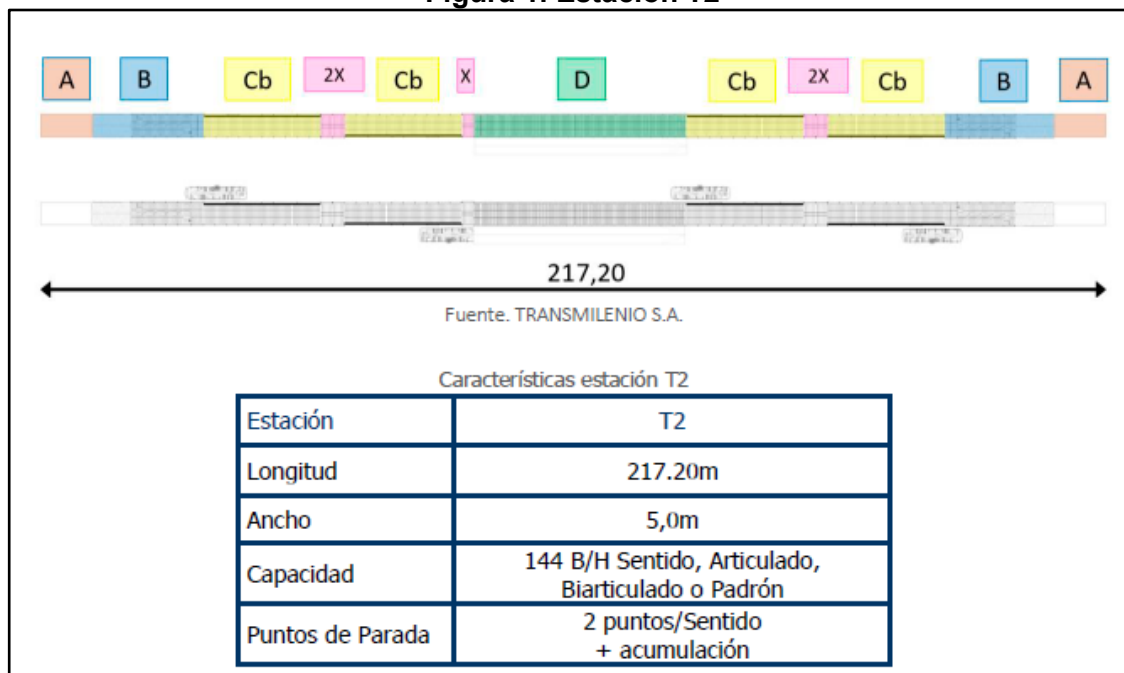 Figura 1. Estación T2
A B Cb 2X Cb X D Cb 2X Cb B A
217,20
Fuente. TRANSMILENIO S.A.
Características estación T2
Estación T2
Longitud 217.20m
Ancho 5,0m
Capacidad 144 B/H Sentido, Articulado,
Biarticulado o Padrón
Puntos de Parada 2 puntos/Sentido
+ acumulación